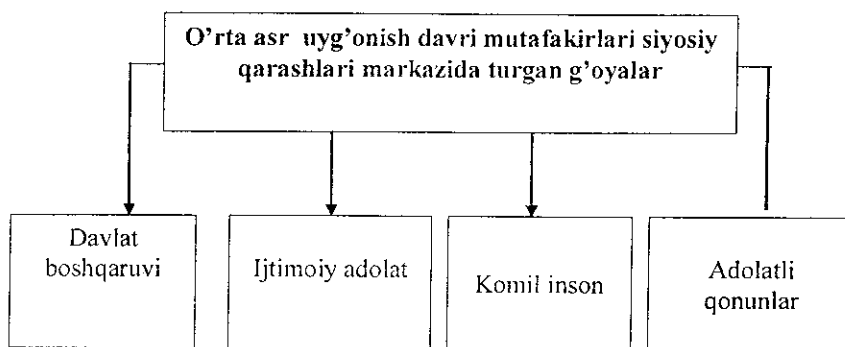 O'rta asr uyg'onish davri mutafakirlari siyosiy
qarashlari markazida turgan g'oyalar
Davlat
boshqaruvi
Ijtimoiy adolat
Komil inson
Adolatli
qonunlar